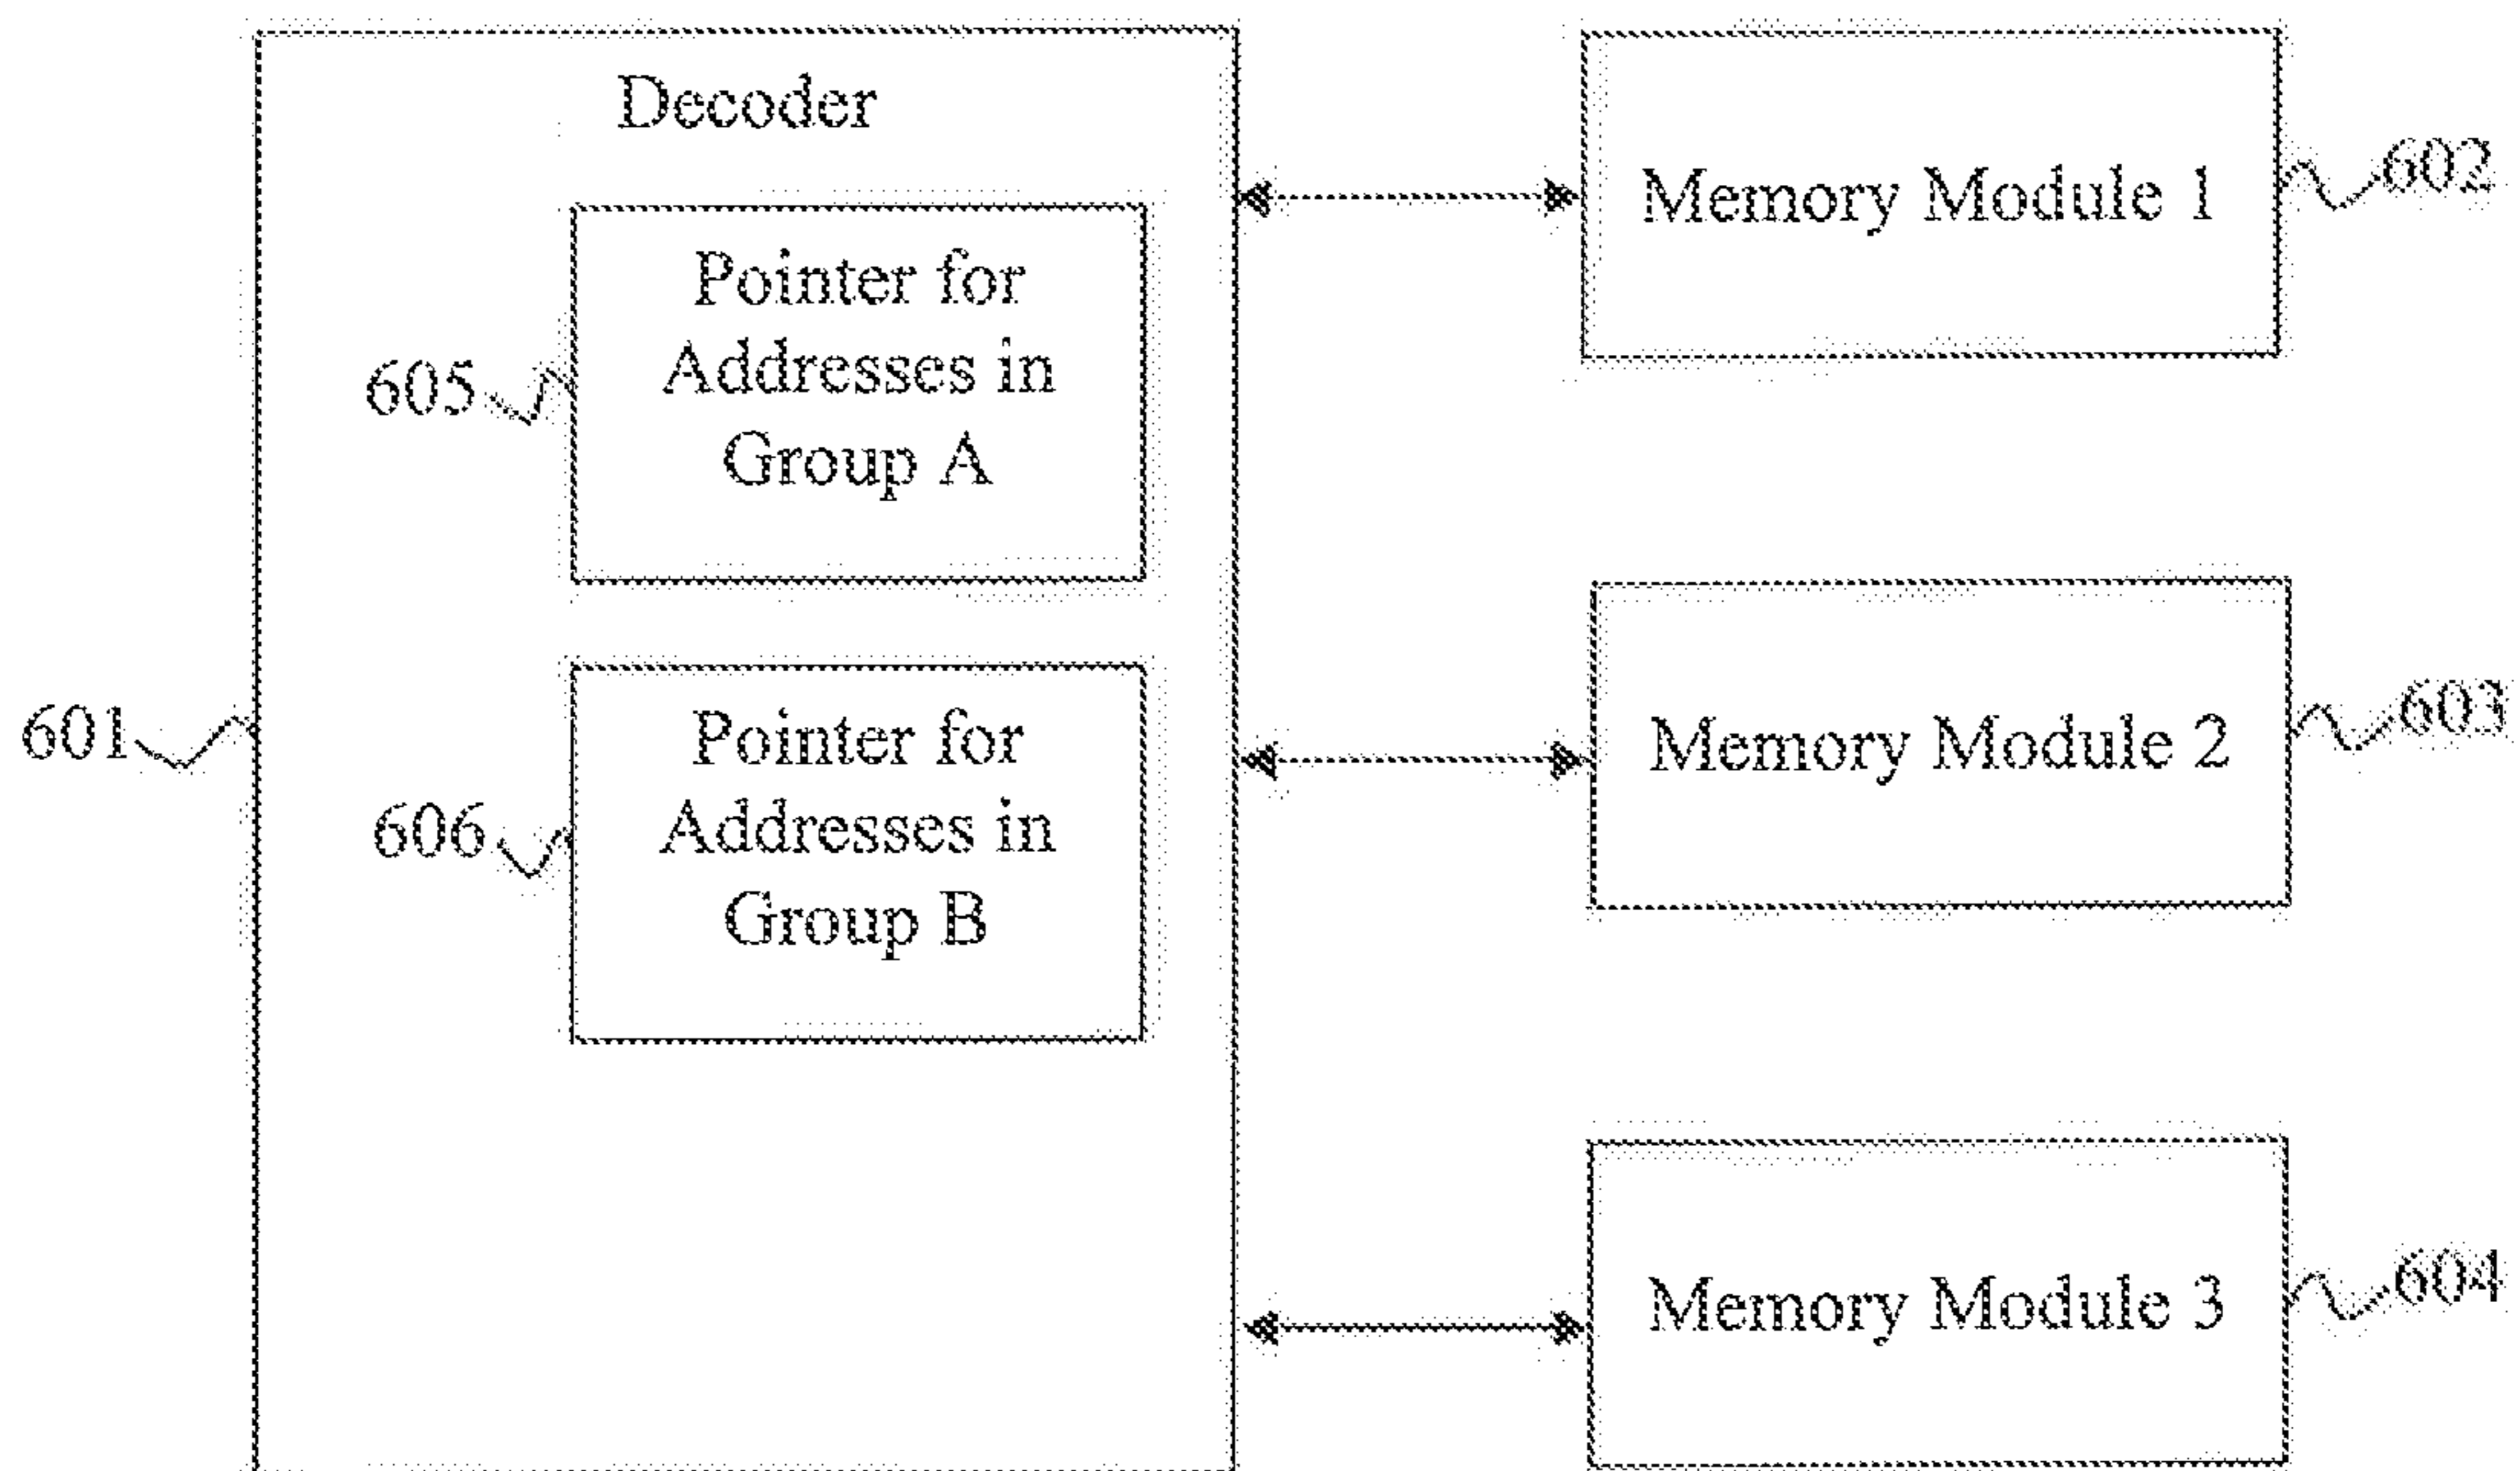 Decoder
Pointer for
Addresses in
Group A
605
Pointer for
Addresses in
Group B
606
601
Memory Module 1
602
Memory Module 2
603
Memory Module 3
604